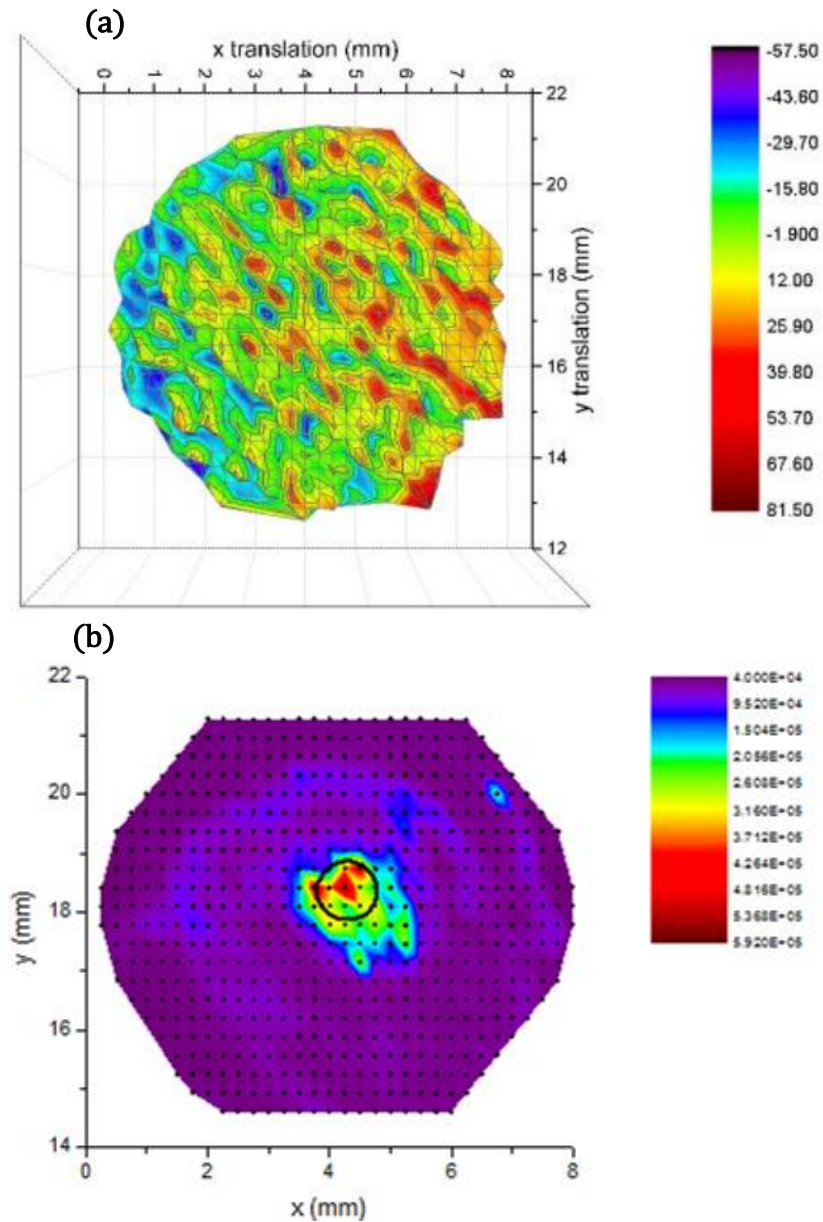 (a)
x translation (mm)
0 1 2 3 4 5 6 7 8
22
20
18
16
14
12
y translation (mm)
-57.50
-43.60
-29.70
-15.80
-1.900
12.00
25.90
39.80
53.70
67.60
81.50
(b)
22
20
18
16
14
y (mm)
0 2 4 6 8
x (mm)
4.000E+04
9.520E+04
1.504E+05
2.056E+05
2.608E+05
3.160E+05
3.712E+05
4.264E+05
4.816E+05
5.368E+05
5.920E+05